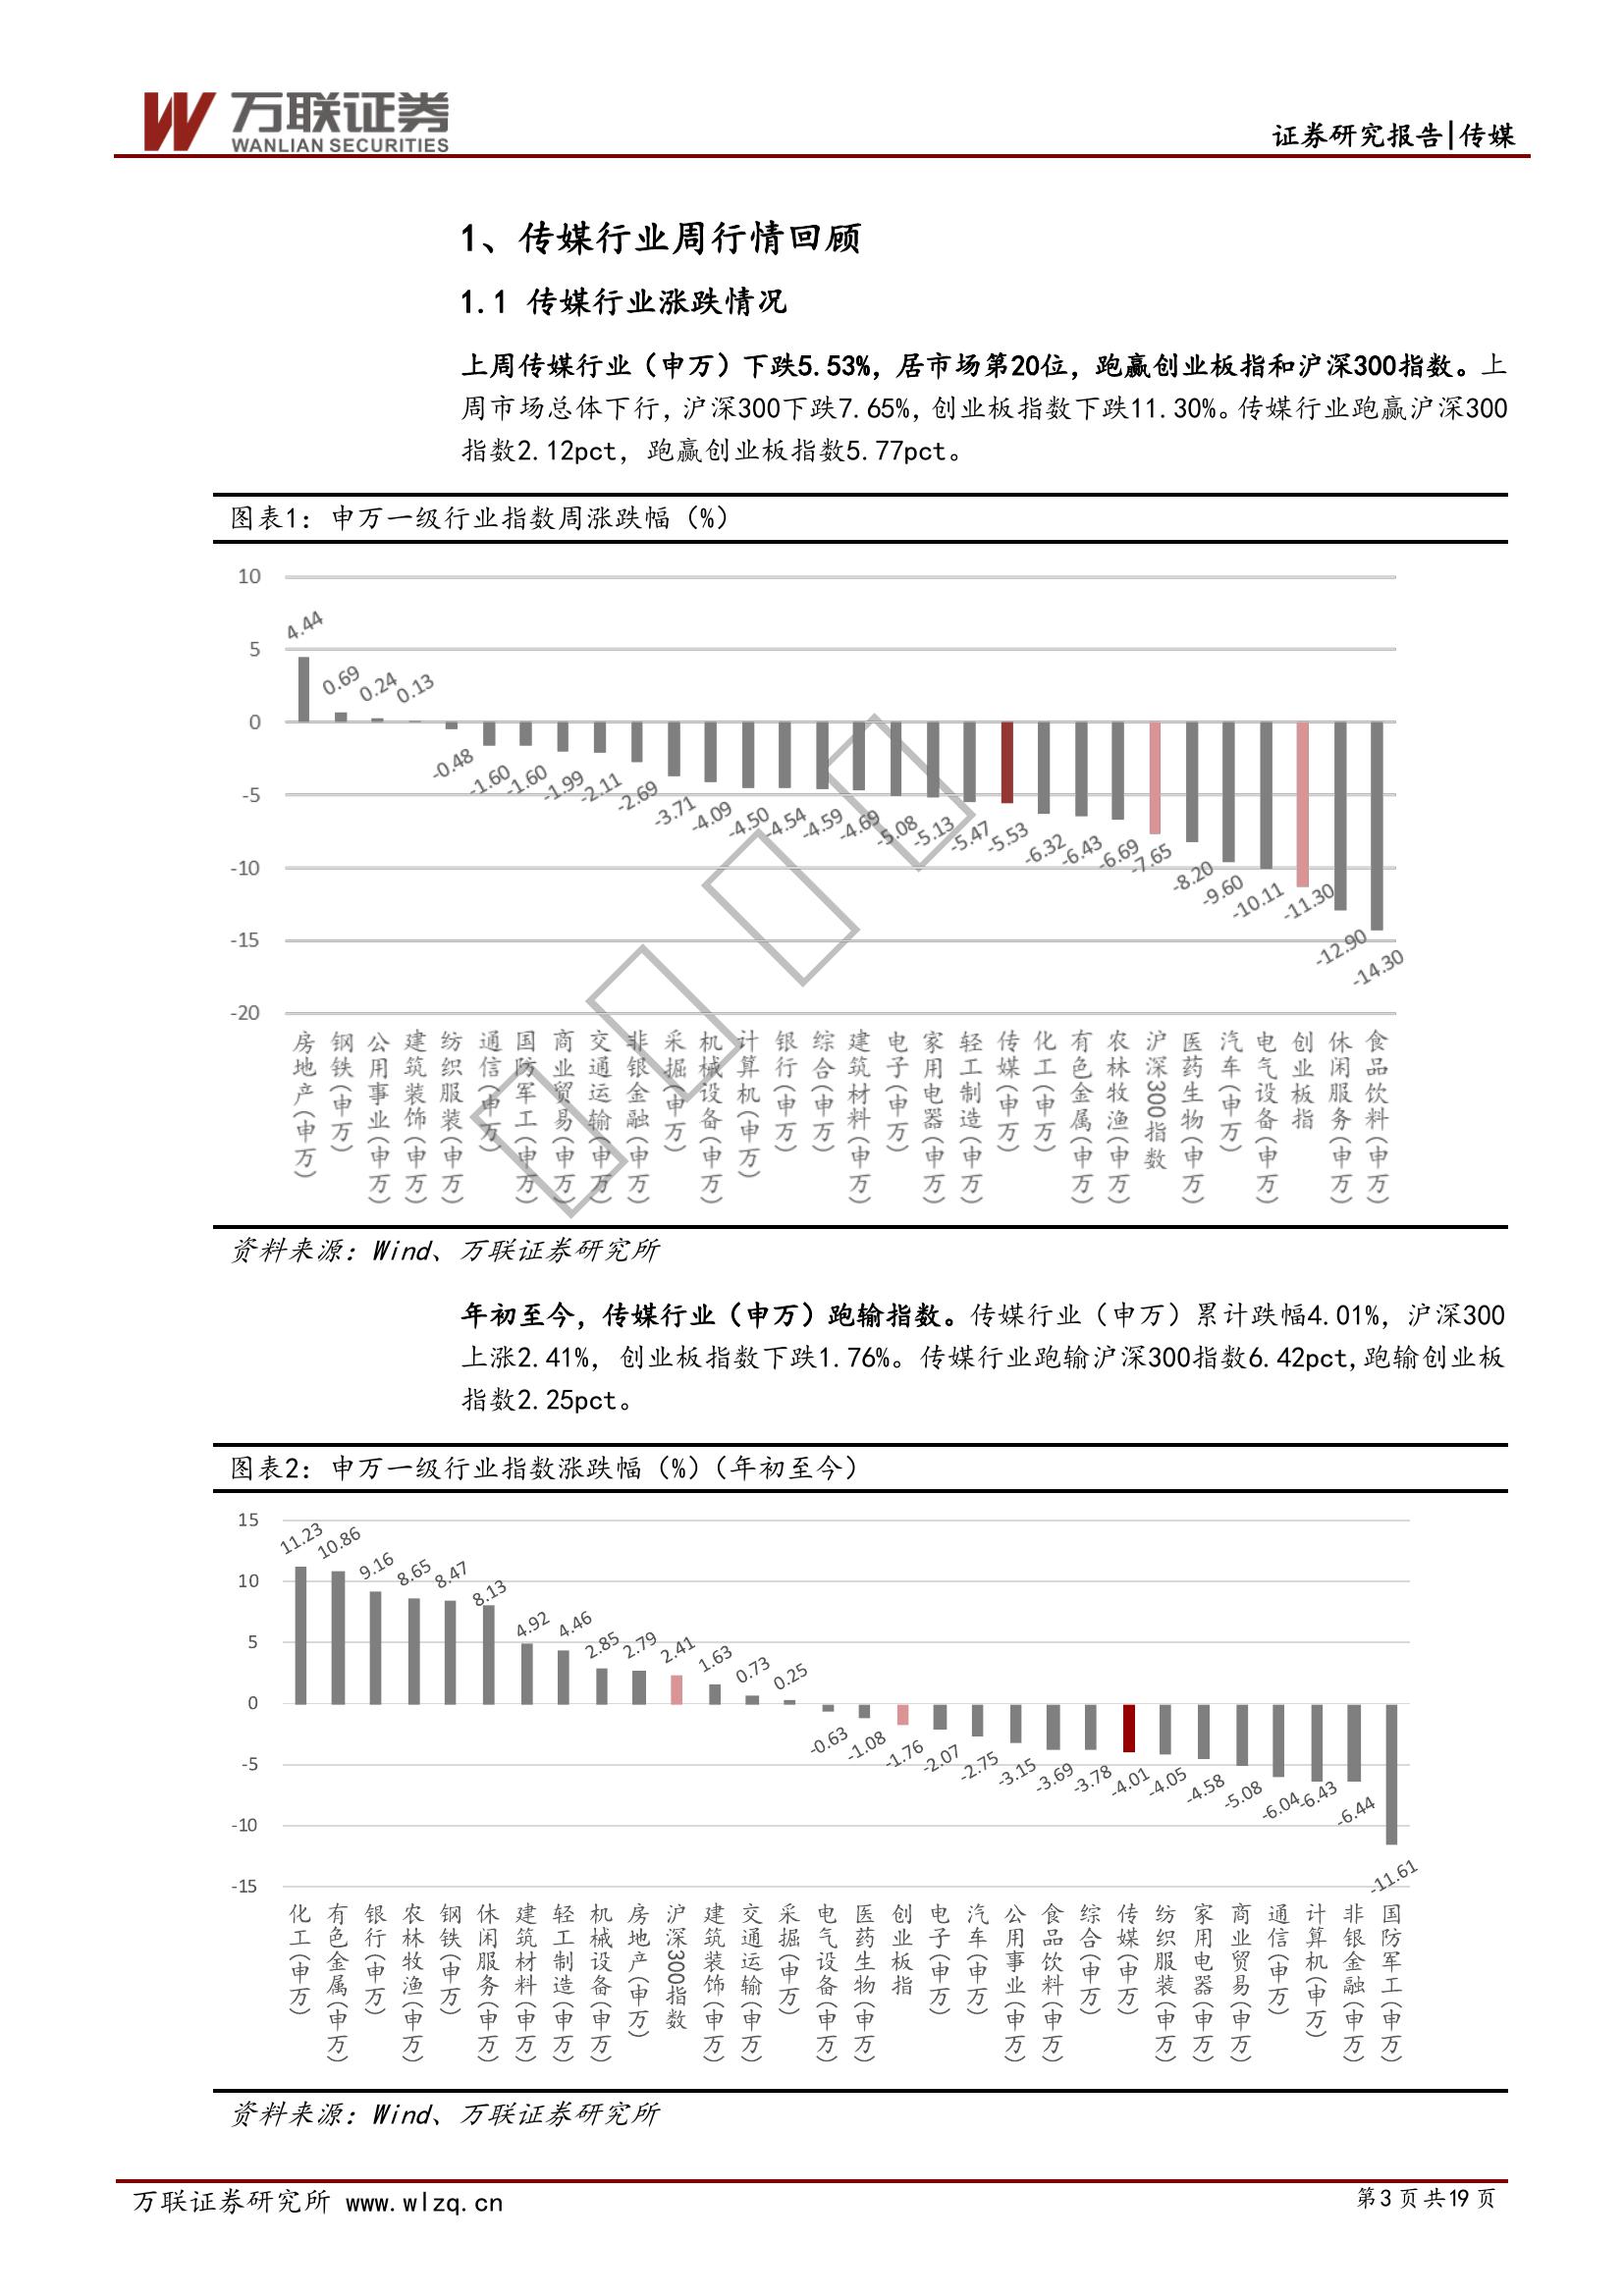 万联证券
WANLIAN SECURITIES
证券研究报告|传媒
1、传媒行业周行情回顾
1.1 传媒行业涨跌情况
上周传媒行业（申万）下跌5.53%，居市场第20位，跑赢创业板指和沪深300指数。上
周市场总体下行，沪深300下跌7.65%，创业板指数下跌11.30%。传媒行业跑赢沪深300
指数2.12pct，跑赢创业板指数5.77pct。
图表1：申万一级行业指数周涨跌幅（%）
10
5
0
-5
-10
-15
-20
4.44
0.69
0.24
0.13
-0.48
-1.60
-1.60
-1.99
-2.11
-2.69
-3.71
-4.09
-4.50
-4.54
-4.59
-4.69
-5.08
-5.13
-5.47
-5.53
-6.32
-6.43
-6.69
-7.65
-8.20
-9.60
-10.11
-11.30
-12.90
-14.30
房地产(申万)
钢铁(申万)
公用事业(申万)
建筑装饰(申万)
纺织服装(申万)
通信(申万)
国防军工(申万)
商业贸易(申万)
交通运输(申万)
非银金融(申万)
采掘(申万)
机械设备(申万)
计算机(申万)
银行(申万)
综合(申万)
建筑材料(申万)
电子(申万)
家用电器(申万)
轻工制造(申万)
传媒(申万)
化工(申万)
有色金属(申万)
农林牧渔(申万)
沪深300指数
医药生物(申万)
汽车(申万)
电气设备(申万)
创业板指
休闲服务(申万)
食品饮料(申万)
资料来源：Wind、万联证券研究所
年初至今，传媒行业（申万）跑输指数。传媒行业（申万）累计跌幅4.01%，沪深300
上涨2.41%，创业板指数下跌1.76%。传媒行业跑输沪深300指数6.42pct,跑输创业板
指数2.25pct。
图表2：申万一级行业指数涨跌幅（%）（年初至今）
15
10
5
0
-5
-10
-15
11.23
10.86
9.16
8.65
8.47
8.13
4.92
4.46
2.85
2.79
2.41
1.63
0.73
0.25
-0.63
-1.08
-1.76
-2.07
-2.75
-3.15
-3.69
-3.78
-4.01
-4.05
-4.58
-5.08
-6.04
-6.43
-6.44
-11.61
化工(申万)
有色金属(申万)
银行(申万)
农林牧渔(申万)
钢铁(申万)
休闲服务(申万)
建筑材料(申万)
轻工制造(申万)
机械设备(申万)
房地产(申万)
沪深300指数
建筑装饰(申万)
交通运输(申万)
采掘(申万)
电气设备(申万)
医药生物(申万)
创业板指
电子(申万)
汽车(申万)
公用事业(申万)
食品饮料(申万)
综合(申万)
传媒(申万)
纺织服装(申万)
家用电器(申万)
商业贸易(申万)
通信(申万)
计算机(申万)
非银金融(申万)
国防军工(申万)
资料来源：Wind、万联证券研究所
万联证券研究所 www.wlzq.cn
第3页共19页